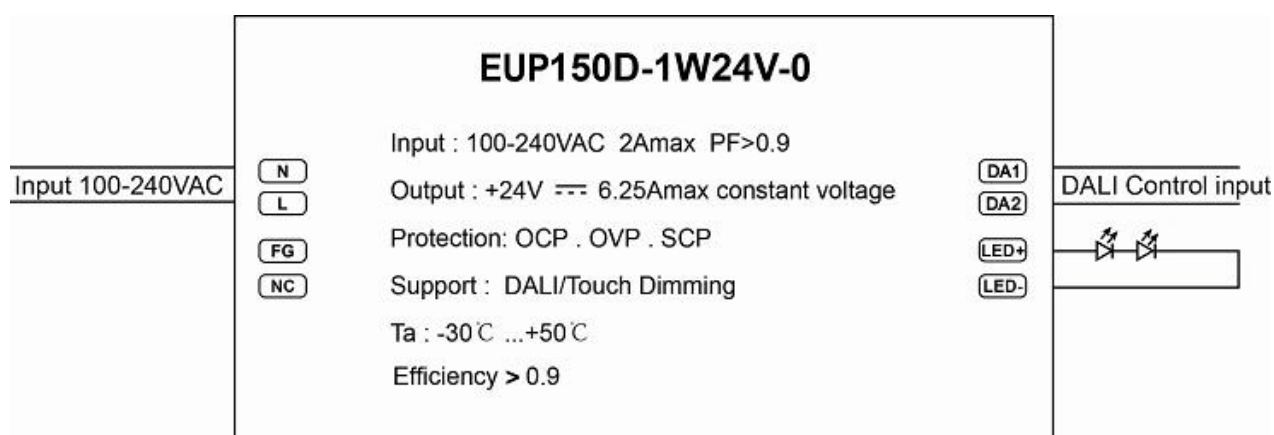 EUP150D-1W24V-0
Input : 100-240VAC 2Amax PF>0.9
Input 100-240VAC
N
L
DA1
DA2
DALI Control input
Output : +24V ⎓ 6.25Amax constant voltage
Protection: OCP . OVP . SCP
FG
LED+
NC
LED-
Support : DALI/Touch Dimming
Ta : -30℃ ...+50℃
Efficiency > 0.9